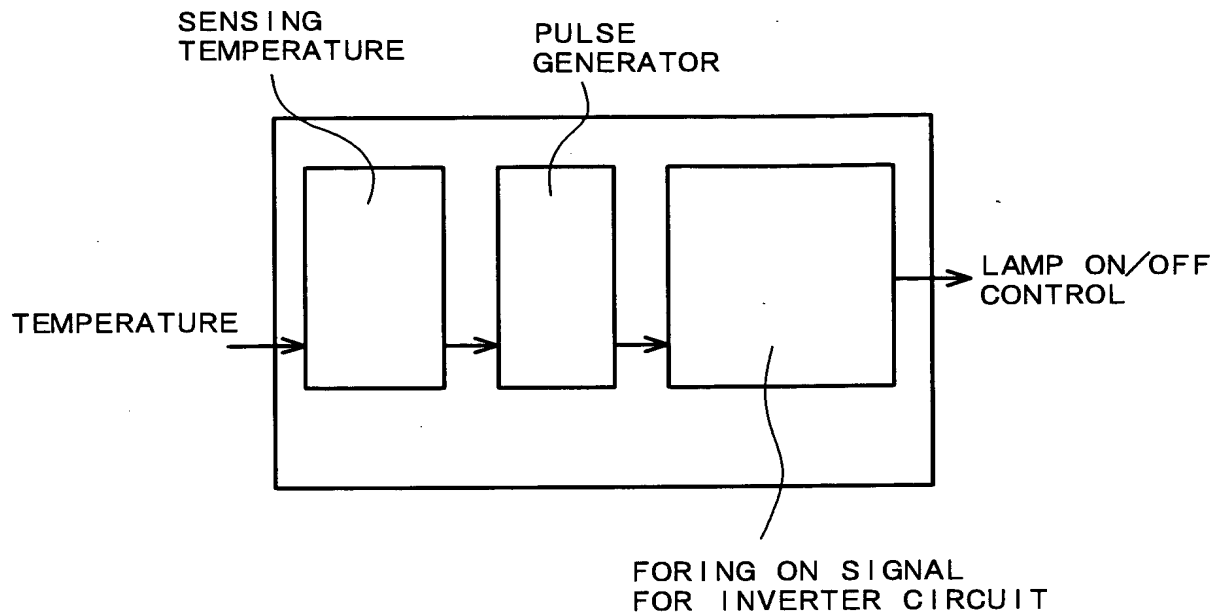 SENSING
TEMPERATURE
PULSE
GENERATOR
LAMP ON/OFF
CONTROL
TEMPERATURE
FORING ON SIGNAL
FOR INVERTER CIRCUIT